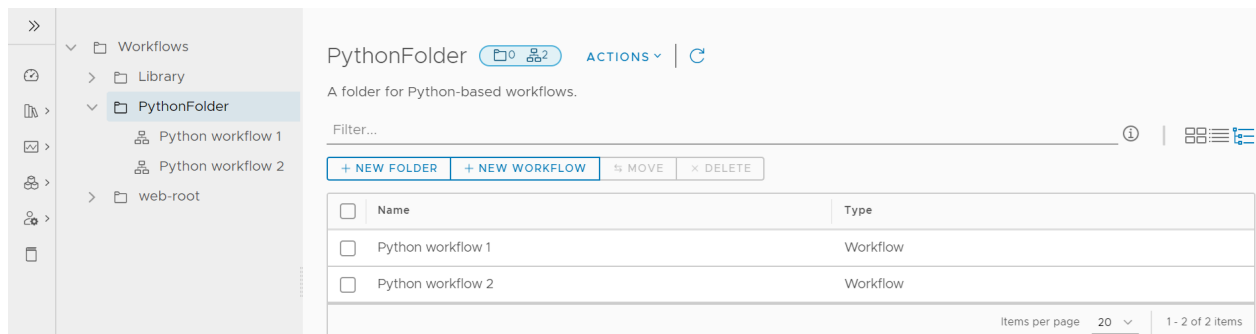 Workflows
Library
PythonFolder
Python workflow 1
Python workflow 2
web-root
PythonFolder 0 2 ACTIONS
A folder for Python-based workflows.
Filter...
+ NEW FOLDER + NEW WORKFLOW MOVE × DELETE
Name Type
Python workflow 1 Workflow
Python workflow 2 Workflow
Items per page 20 1 - 2 of 2 items